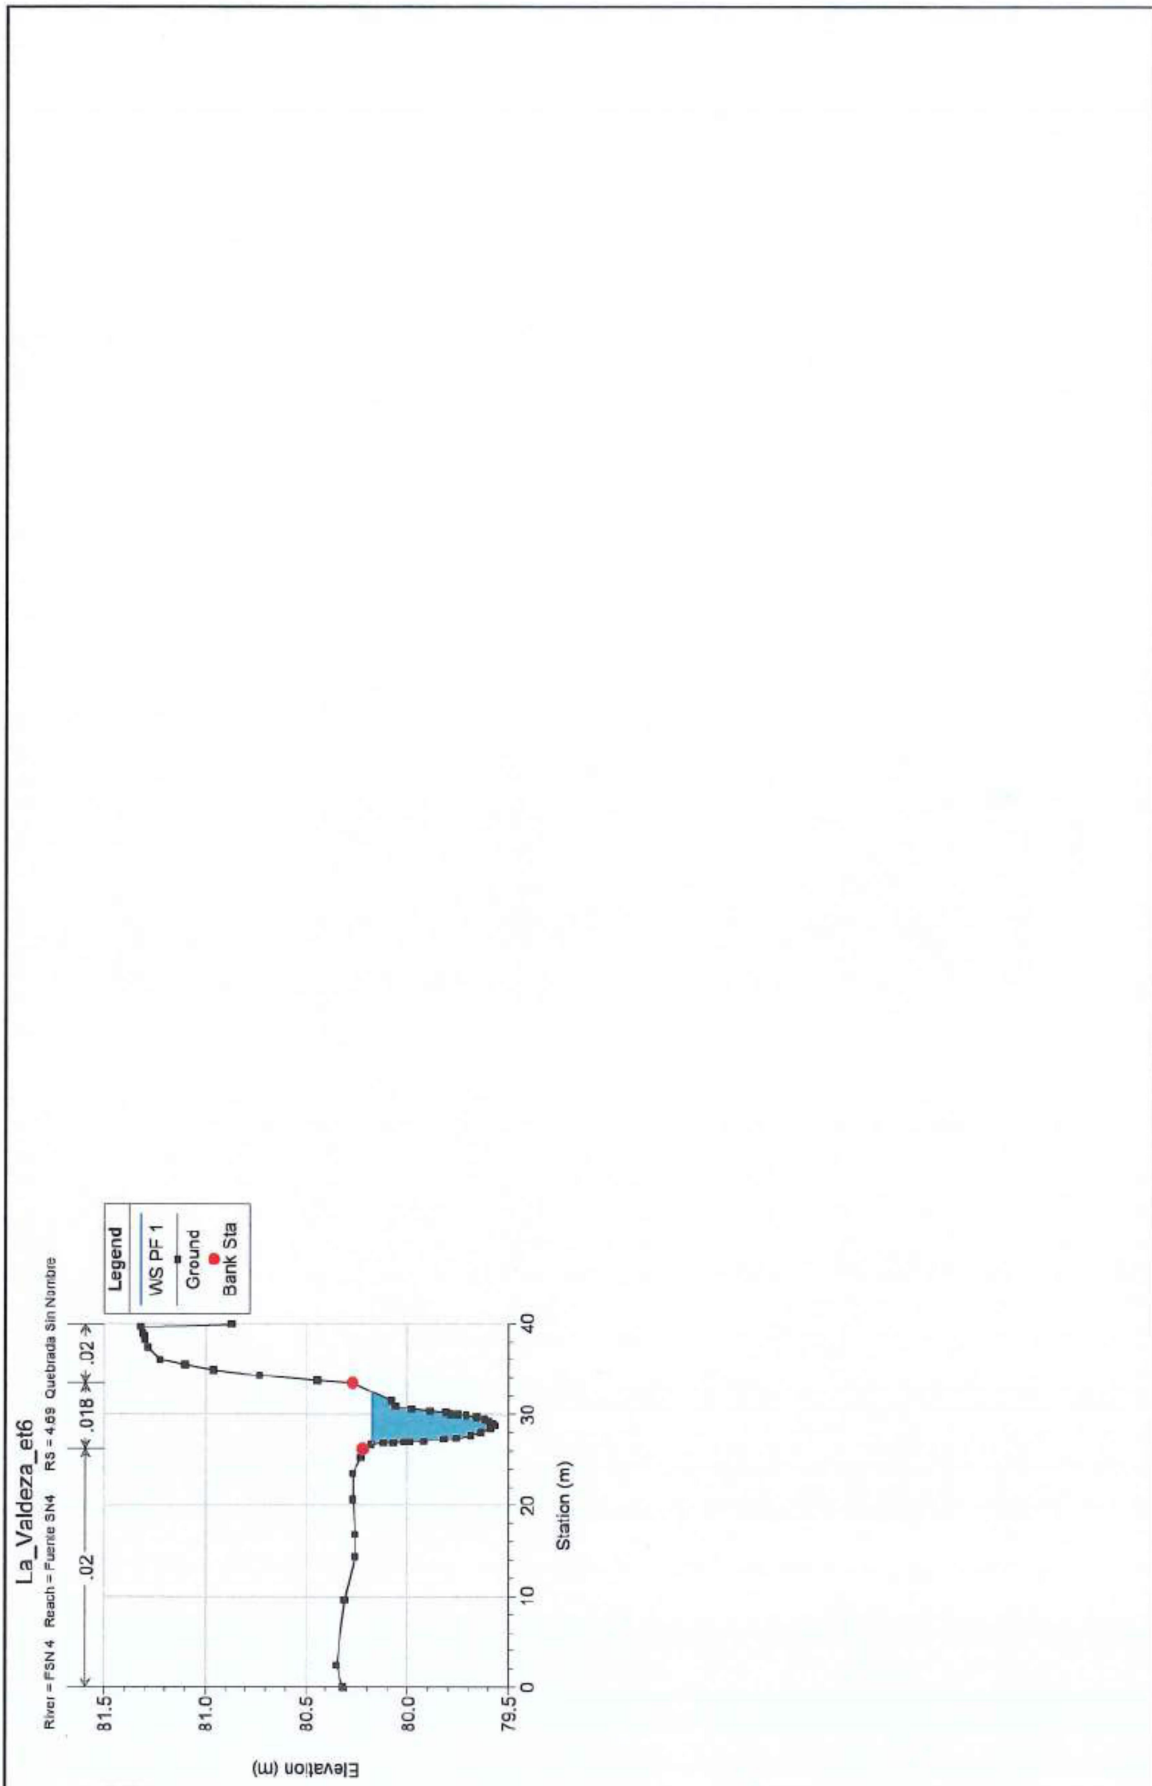 La_Valdeza_et6
River = FSN 4 Reach = Fuente SN4 RS = 4.69 Quebrada Sin Nombre
.02
.018
.02
Legend
WS PF 1
Ground
Bank Sta
81.5
81.0
80.5
80.0
79.5
Elevation (m)
0
10
20
30
40
Station (m)